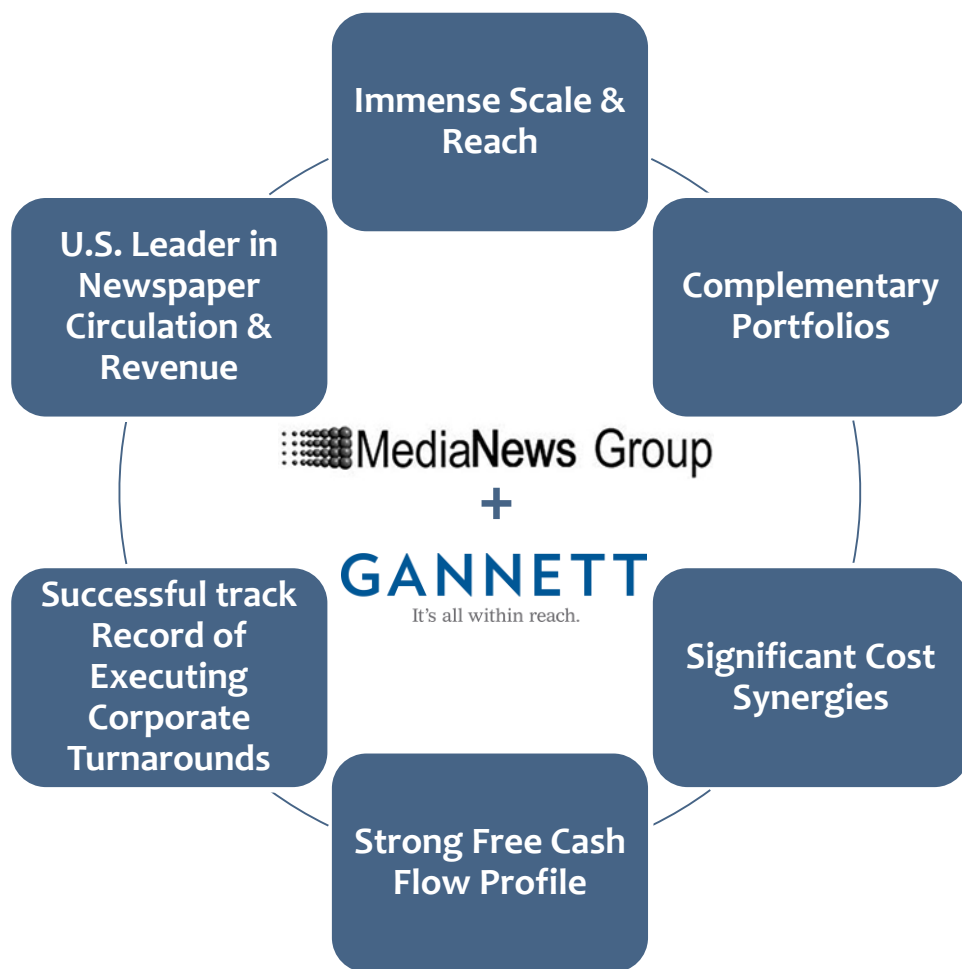 Immense Scale &
Reach
Complementary
Portfolios
Significant Cost
Synergies
Strong Free Cash
Flow Profile
Successful track
Record of
Executing
Corporate
Turnarounds
U.S. Leader in
Newspaper
Circulation &
Revenue
MediaNews Group
+
GANNETT
It's all within reach.